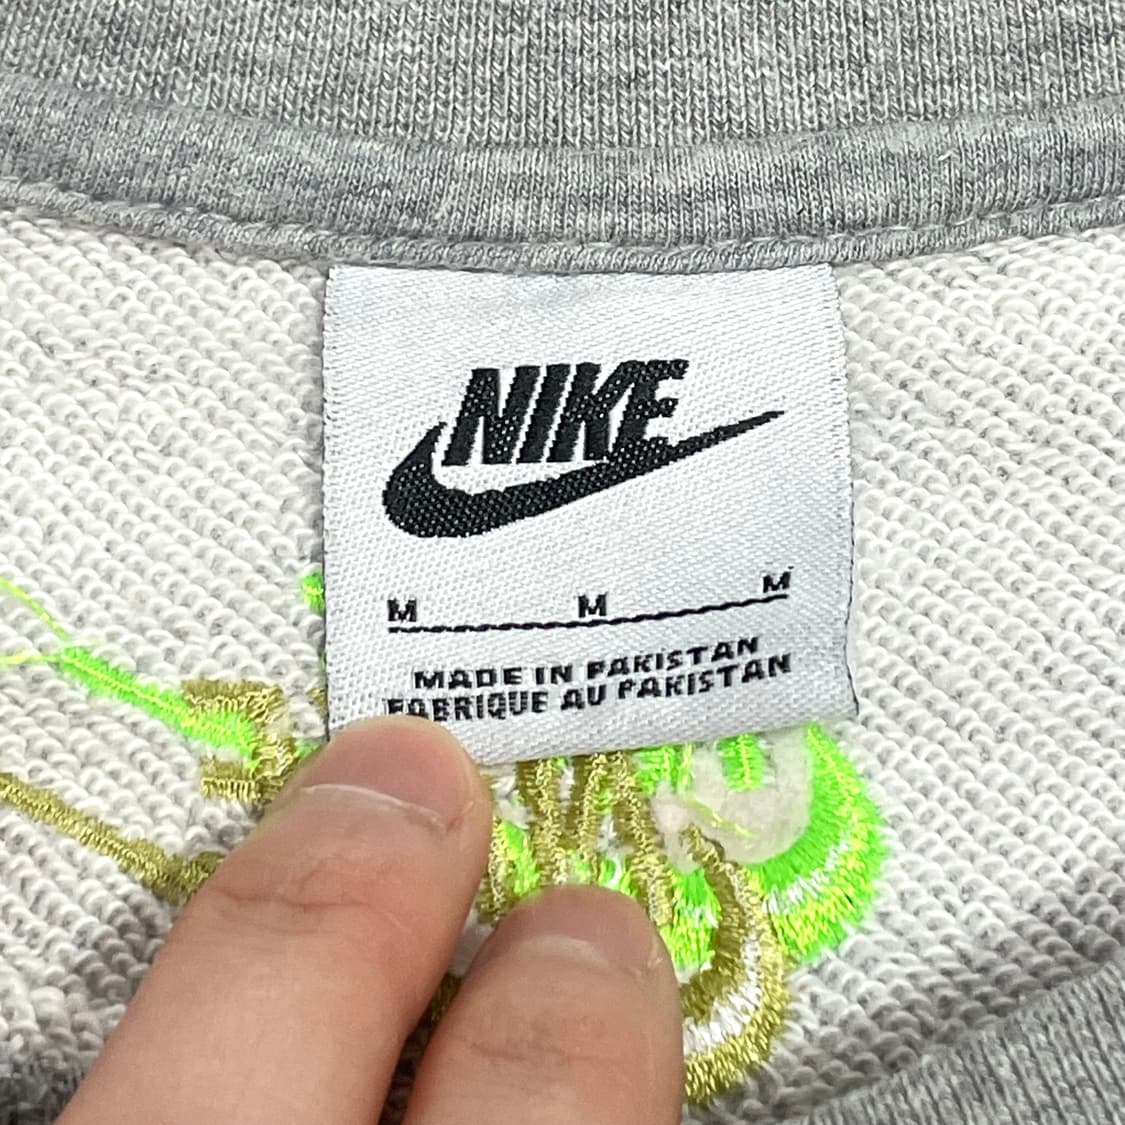 NIKE
M M M
MADE IN PAKISTAN
FABRIQUE AU PAKISTAN